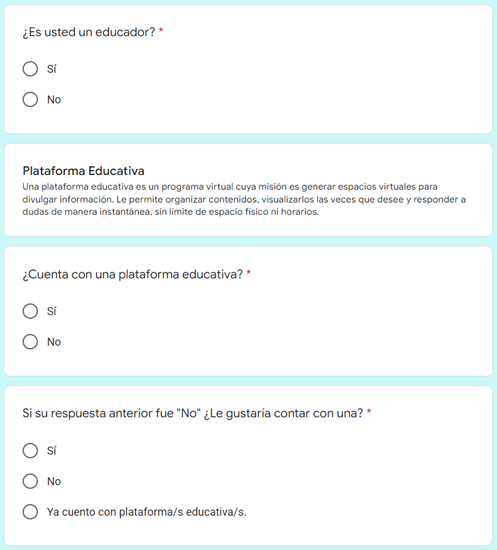 ¿Es usted un educador? *
Sí
No
Plataforma Educativa
Una plataforma educativa es un programa virtual cuya misión es generar espacios virtuales para
divulgar información. Le permite organizar contenidos, visualizarlos las veces que desee y responder a
dudas de manera instantánea, sin límite de espacio físico ni horarios.
¿Cuenta con una plataforma educativa? *
Sí
No
Si su respuesta anterior fue "No" ¿Le gustaría contar con una? *
Sí
No
Ya cuento con plataforma/s educativa/s.